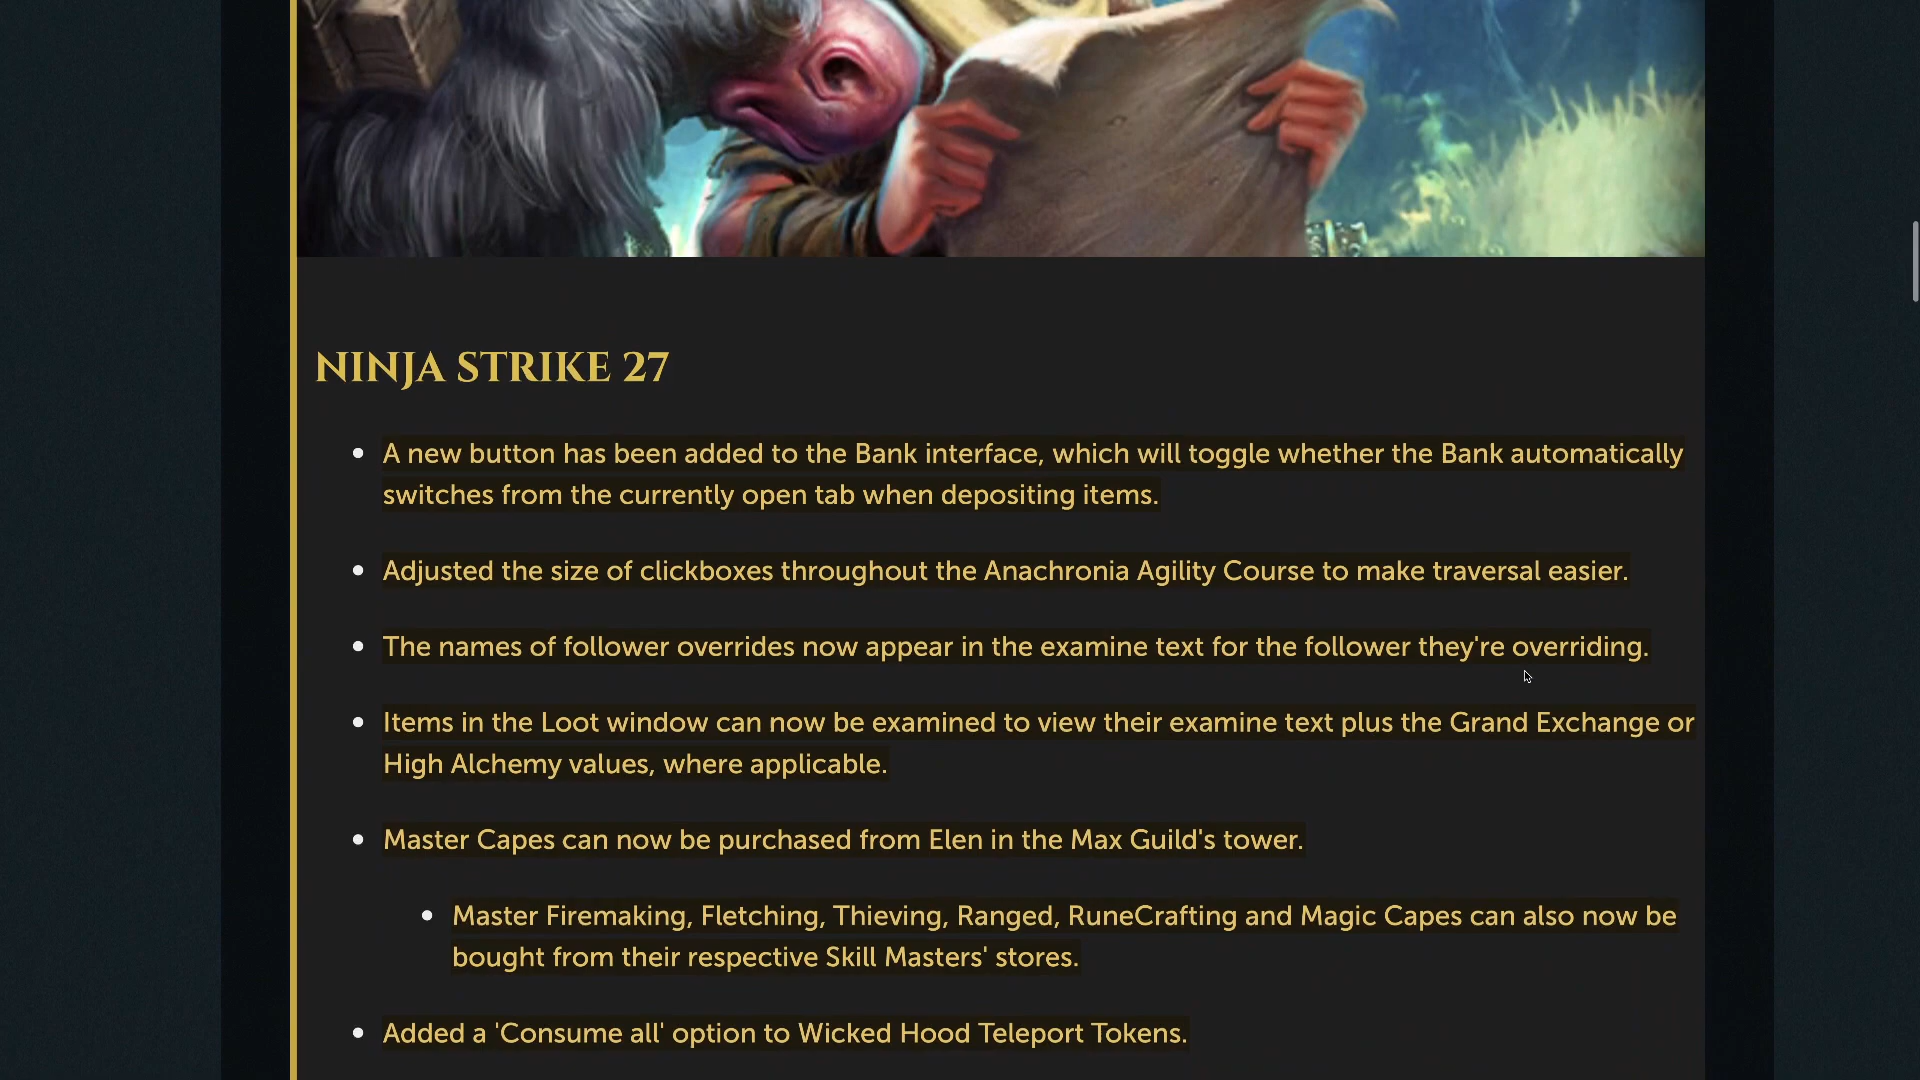 NINJA STRIKE 27
A new button has been added to the Bank interface, which will toggle whether the Bank automatically
switches from the currently open tab when depositing items.
Adjusted the size of clickboxes throughout the Anachronia Agility Course to make traversal easier.
The names of follower overrides now appear in the examine text for the follower they're overriding.
Items in the Loot window can now be examined to view their examine text plus the Grand Exchange or
High Alchemy values, where applicable.
Master Capes can now be purchased from Elen in the Max Guild's tower.
Master Firemaking, Fletching, Thieving, Ranged, RuneCrafting and Magic Capes can also now be
bought from their respective Skill Masters' stores.
Added a 'Consume all' option to Wicked Hood Teleport Tokens.